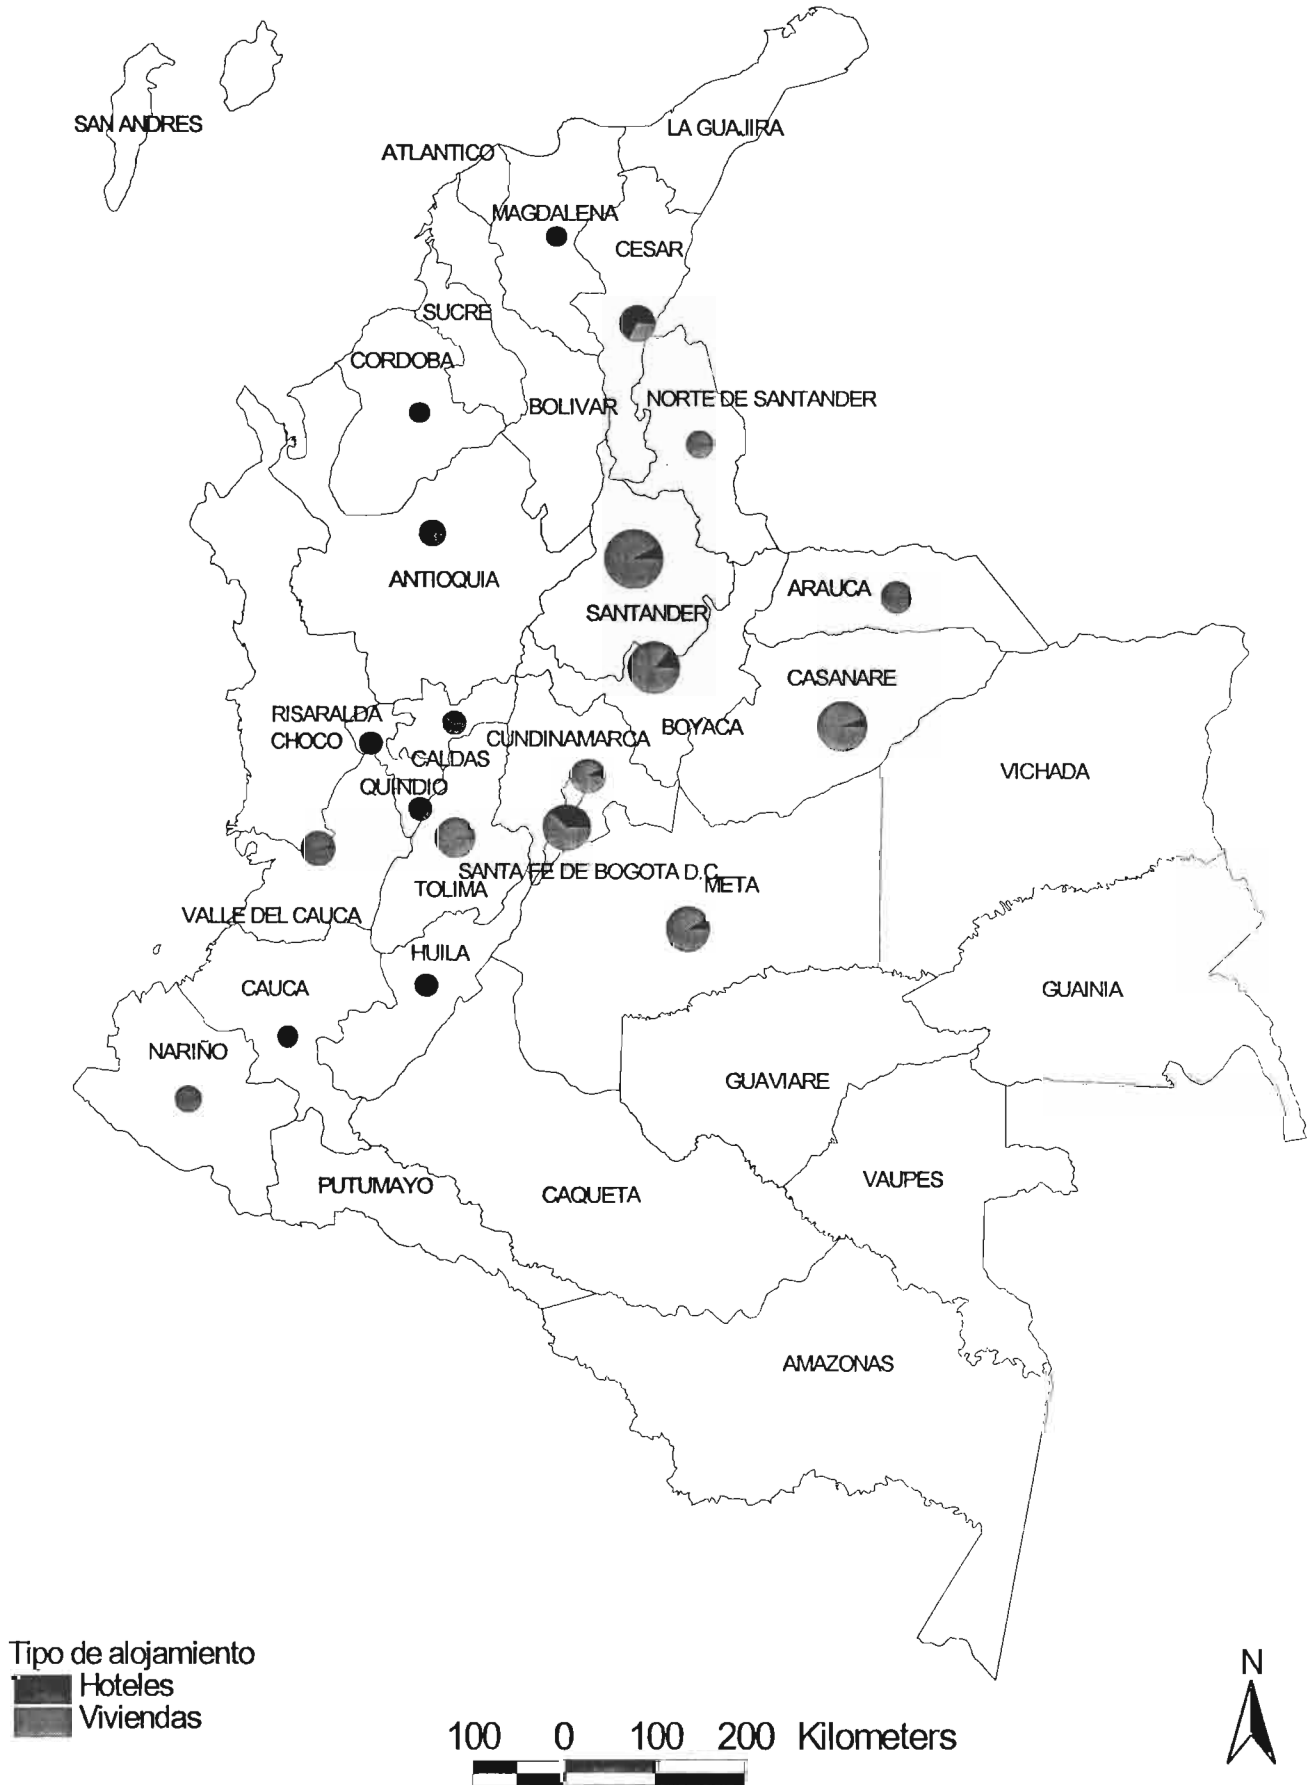 SAN ANDRES
LA GUAJIRA
ATLANTICO
MAGDALENA
CESAR
SUCRE
CORDOBA
BOLIVAR
NORTE DE SANTANDER
ANTIOQUIA
ARAUCA
SANTANDER
CASANARE
RISARALDA
CHOCO
BOYACA
CUNDINAMARCA
CALDAS
VICHADA
QUINDIO
SANTA FE DE BOGOTA D.C.
META
TOLIMA
VALLE DEL CAUCA
HUILA
CAUCA
GUAINIA
NARIÑO
GUAVIARE
VAUPES
PUTUMAYO
CAQUETA
AMAZONAS
Tipo de alojamiento
Hoteles
Viviendas
N
100 0 100 200 Kilometers